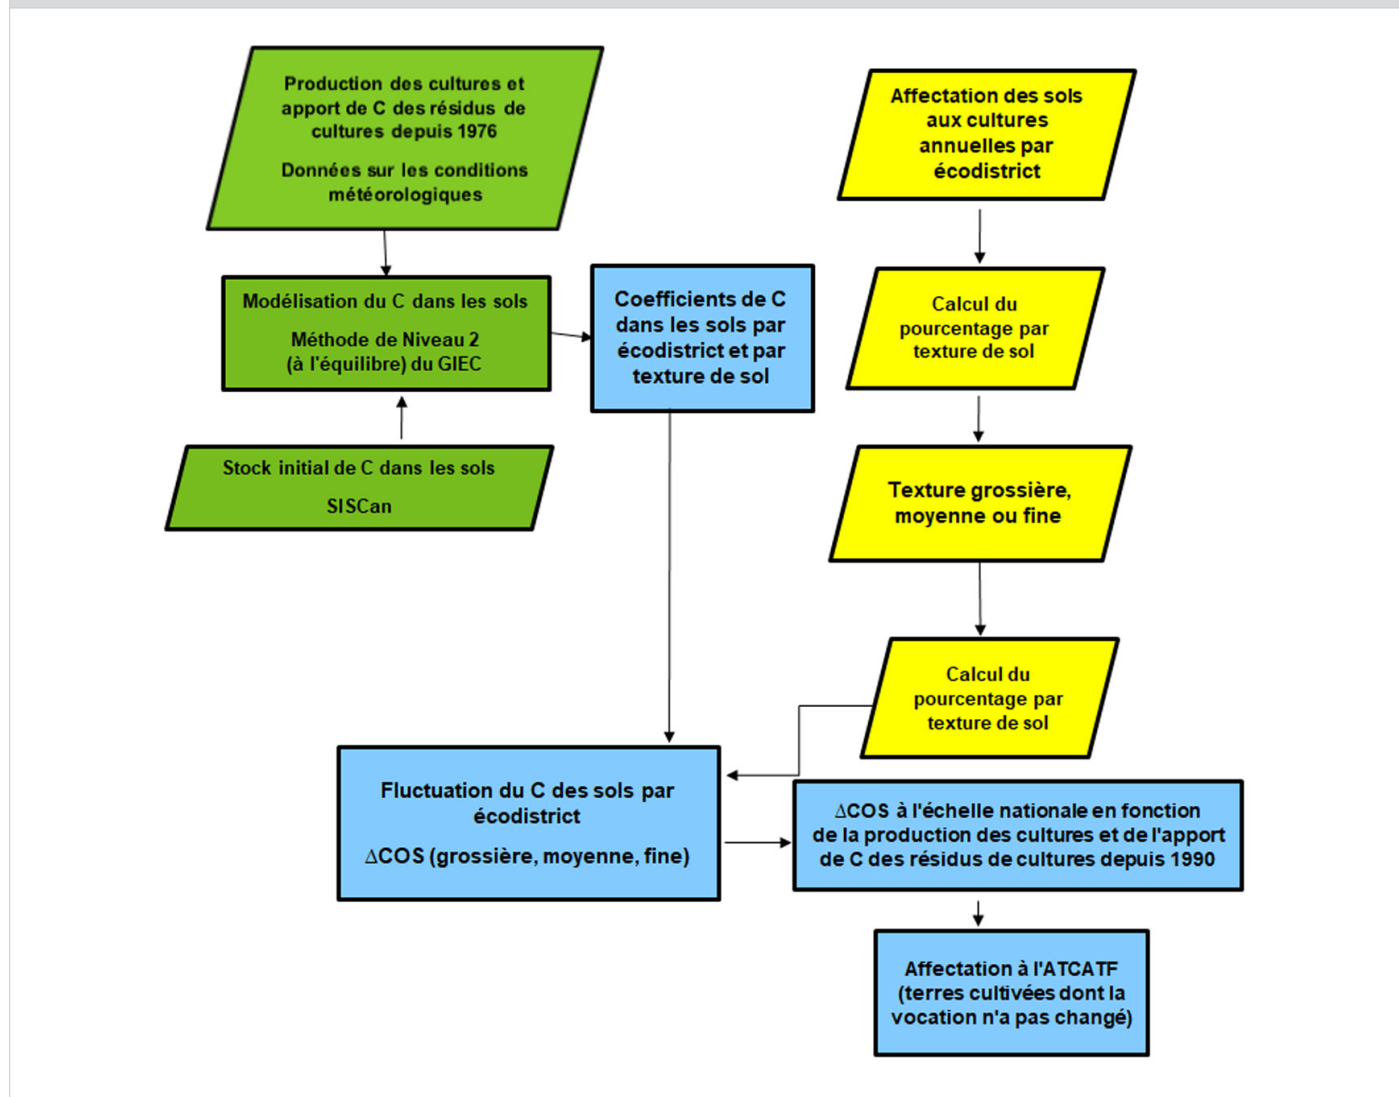 Production des cultures et
apport de C des résidus de
cultures depuis 1976
Données sur les conditions
météorologiques
Modélisation du C dans les sols
Méthode de Niveau 2
(à l'équilibre) du GIEC
Stock initial de C dans les sols
SISCan
Coefficients de C
dans les sols par
écodistrict et par
texture de sol
Affectation des sols
aux cultures
annuelles par
écodistrict
Calcul du
pourcentage par
texture de sol
Texture grossière,
moyenne ou fine
Calcul du
pourcentage par
texture de sol
Fluctuation du C des sols par
écodistrict
∆COS (grossière, moyenne, fine)
∆COS à l'échelle nationale en fonction
de la production des cultures et de l'apport
de C des résidus de cultures depuis 1990
Affectation à l'ATCATF
(terres cultivées dont la
vocation n'a pas changé)